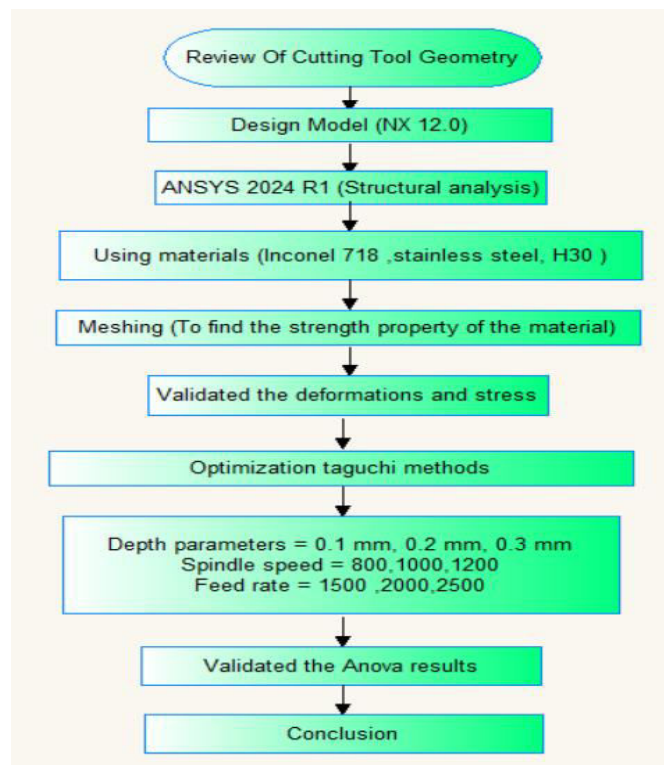 Review Of Cutting Tool Geometry
Design Model (NX 12.0)
ANSYS 2024 R1 (Structural analysis)
Using materials (Inconel 718 ,stainless steel, H30 )
Meshing (To find the strength property of the material)
Validated the deformations and stress
Optimization taguchi methods
Depth parameters = 0.1 mm, 0.2 mm, 0.3 mm
Spindle speed = 800,1000,1200
Feed rate = 1500 ,2000,2500
Validated the Anova results
Conclusion